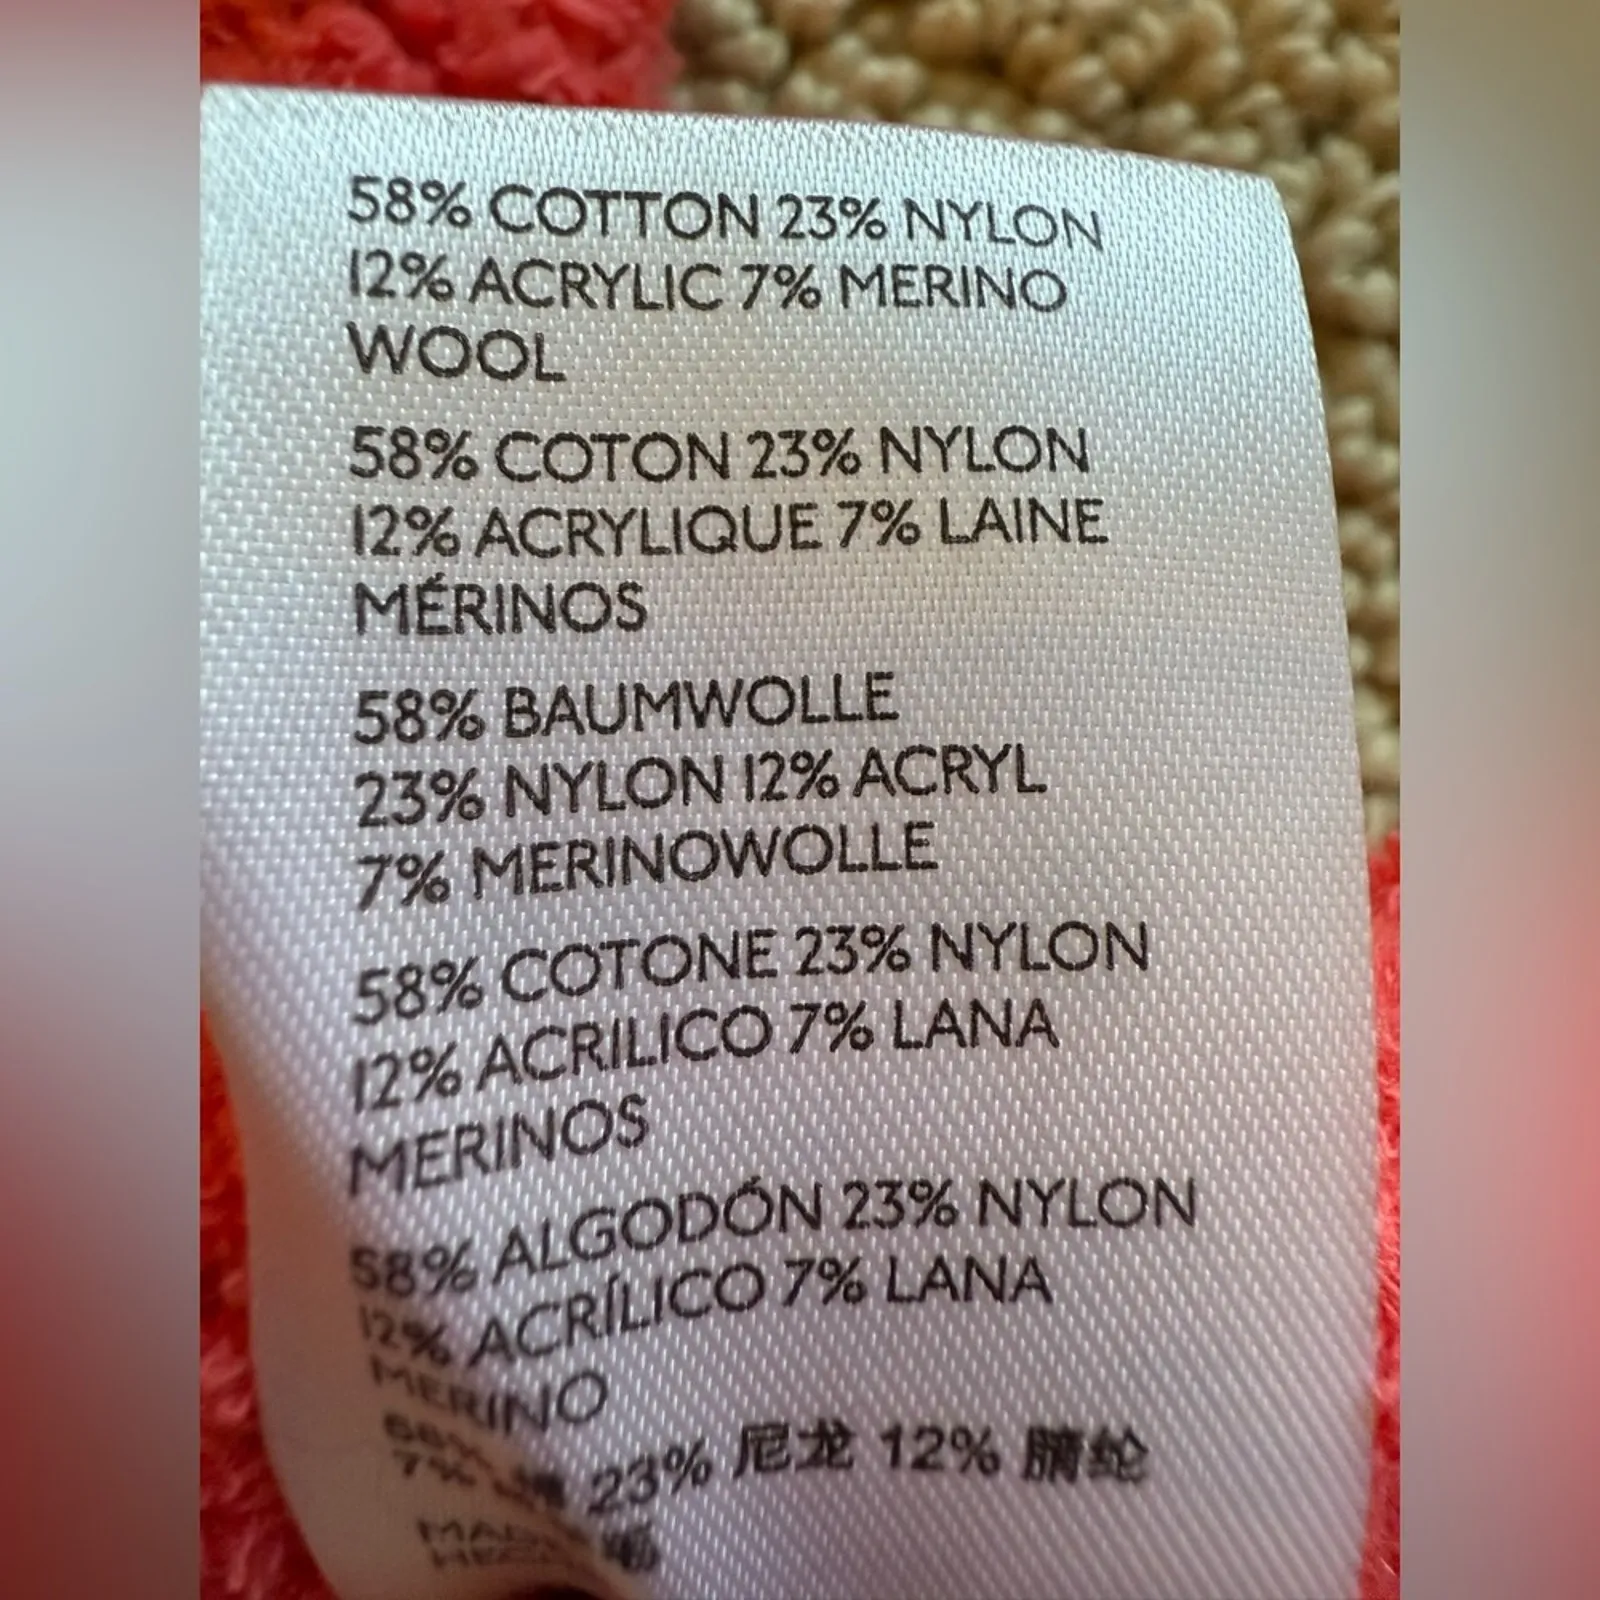 58% COTTON 23% NYLON
12% ACRYLIC 7% MERINO
WOOL
58% COTON 23% NYLON
12% ACRYLIQUE 7% LAINE
MÉRINOS
58% BAUMWOLLE
23% NYLON 12% ACRYL
7% MERINOWOLLE
58% COTONE 23% NYLON
12% ACRILICO 7% LANA
MERINOS
58% ALGODÓN 23% NYLON
12% ACRÍLICO 7% LANA
MERINO
58% 23% 尼龙 12% 腈纶
7%